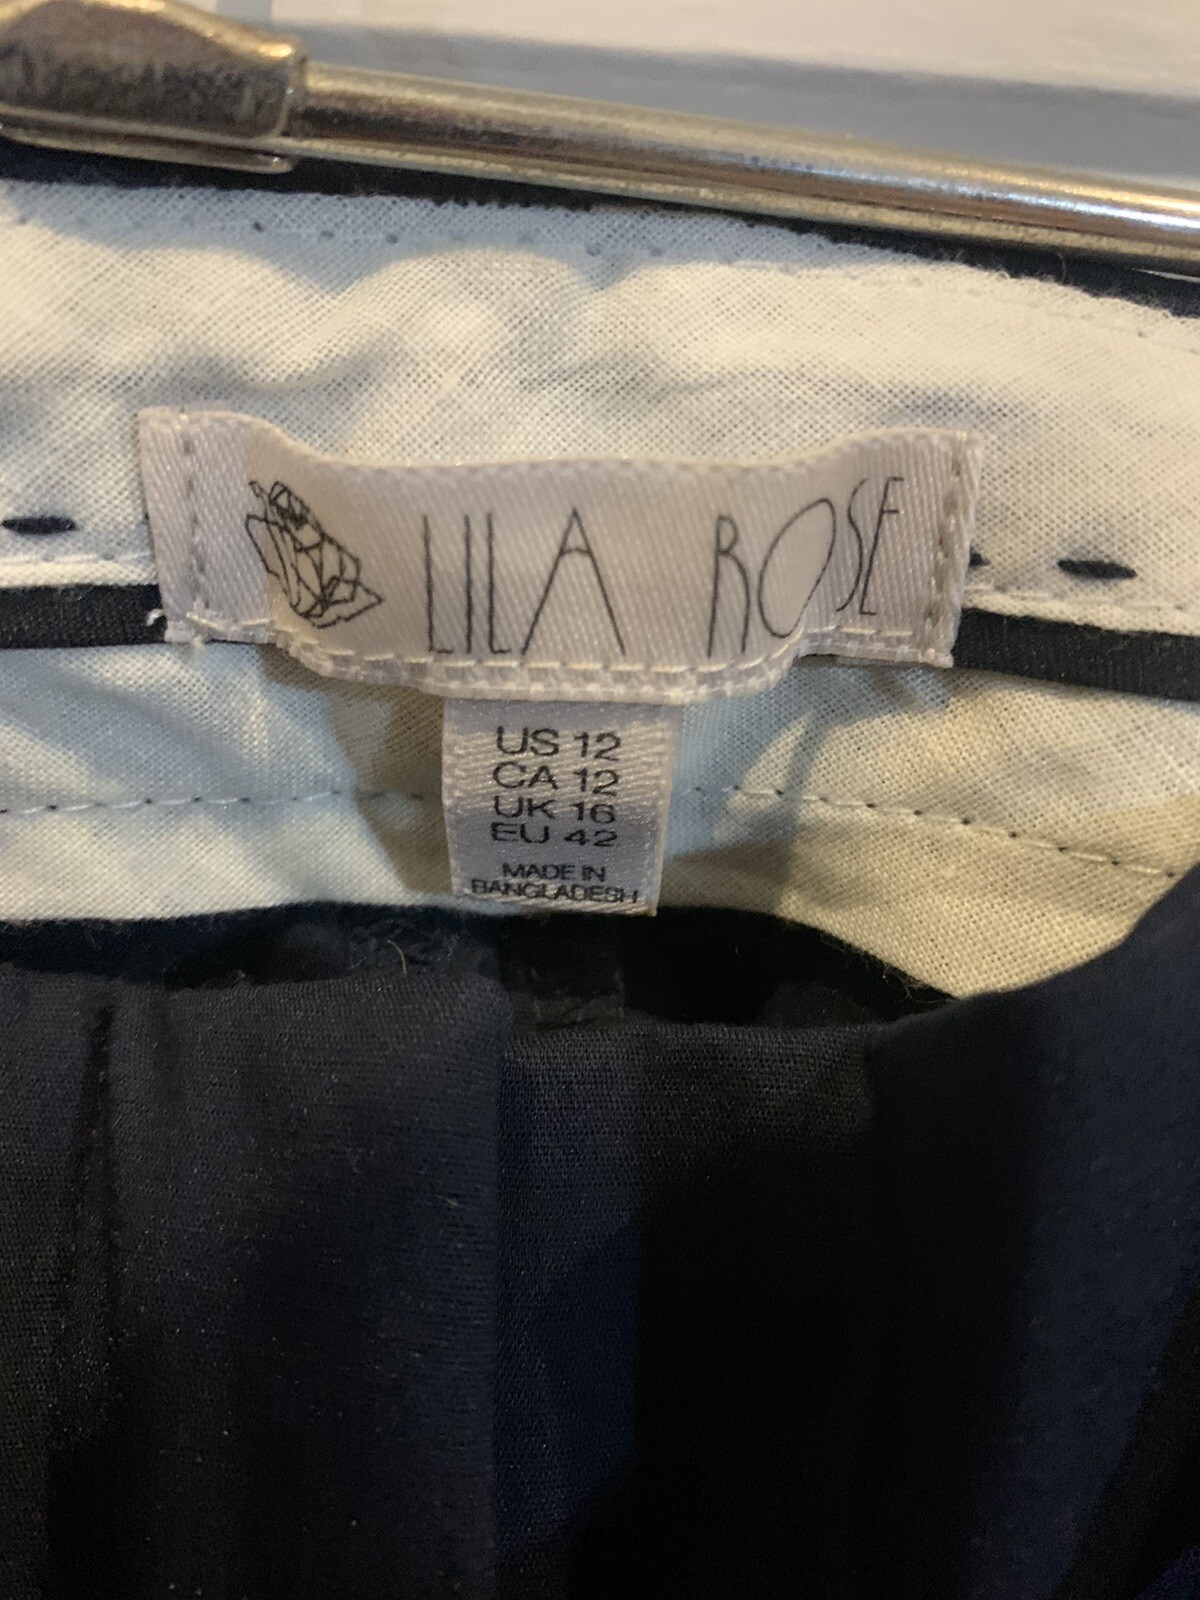 LILA ROSE
US 12
CA 12
UK 16
EU 42
MADE IN
BANGLADESH